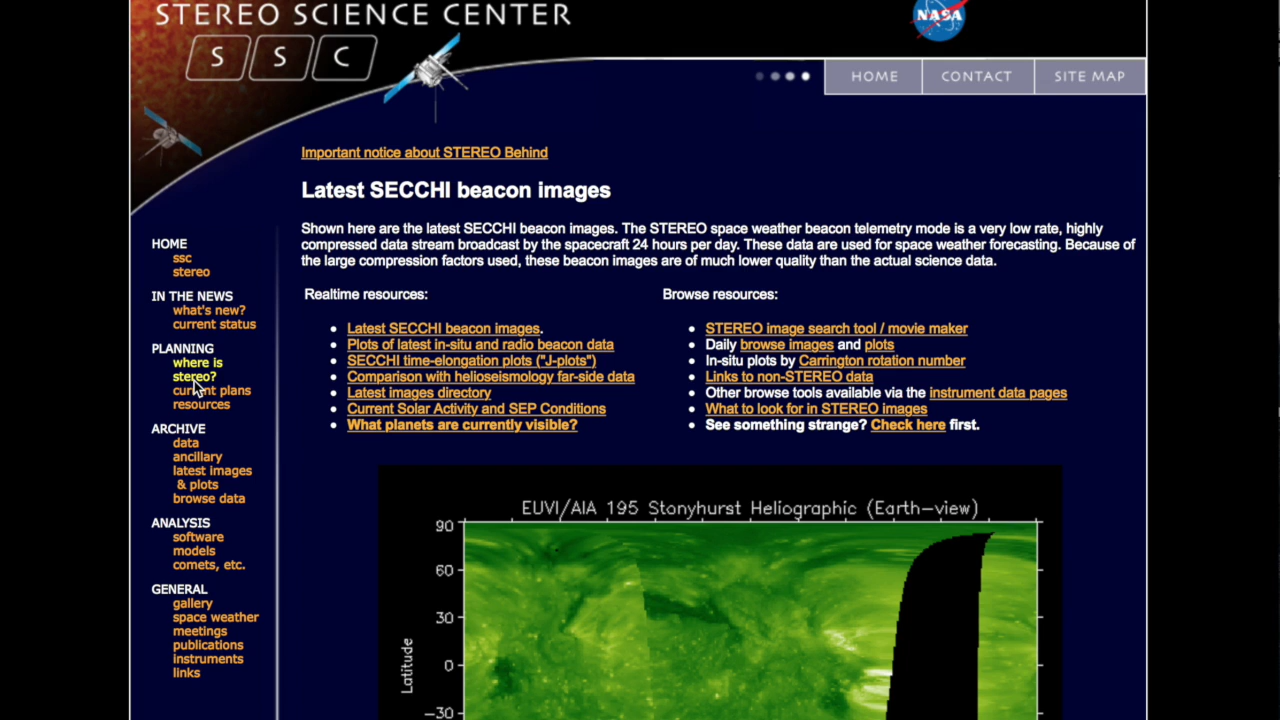 STEREO SCIENCE CENTER
S S C
NASA
HOME CONTACT SITE MAP
Important notice about STEREO Behind
Latest SECCHI beacon images
Shown here are the latest SECCHI beacon images. The STEREO space weather beacon telemetry mode is a very low rate, highly
compressed data stream broadcast by the spacecraft 24 hours per day. These data are used for space weather forecasting. Because of
the large compression factors used, these beacon images are of much lower quality than the actual science data.
HOME
ssc
stereo
IN THE NEWS
what's new?
current status
PLANNING
where is
stereo?
current plans
resources
ARCHIVE
data
ancillary
latest images
& plots
browse data
ANALYSIS
software
models
comets, etc.
GENERAL
gallery
space weather
meetings
publications
instruments
links
Realtime resources:
Latest SECCHI beacon images.
Plots of latest in-situ and radio beacon data
SECCHI time-elongation plots ("J-plots")
Comparison with helioseismology far-side data
Latest images directory
Current Solar Activity and SEP Conditions
What planets are currently visible?
Browse resources:
STEREO image search tool / movie maker
Daily browse images and plots
In-situ plots by Carrington rotation number
Links to non-STEREO data
Other browse tools available via the instrument data pages
What to look for in STEREO images
See something strange? Check here first.
EUVI/AIA 195 Stonyhurst Heliographic (Earth-view)
90
60
30
0
-30
Latitude